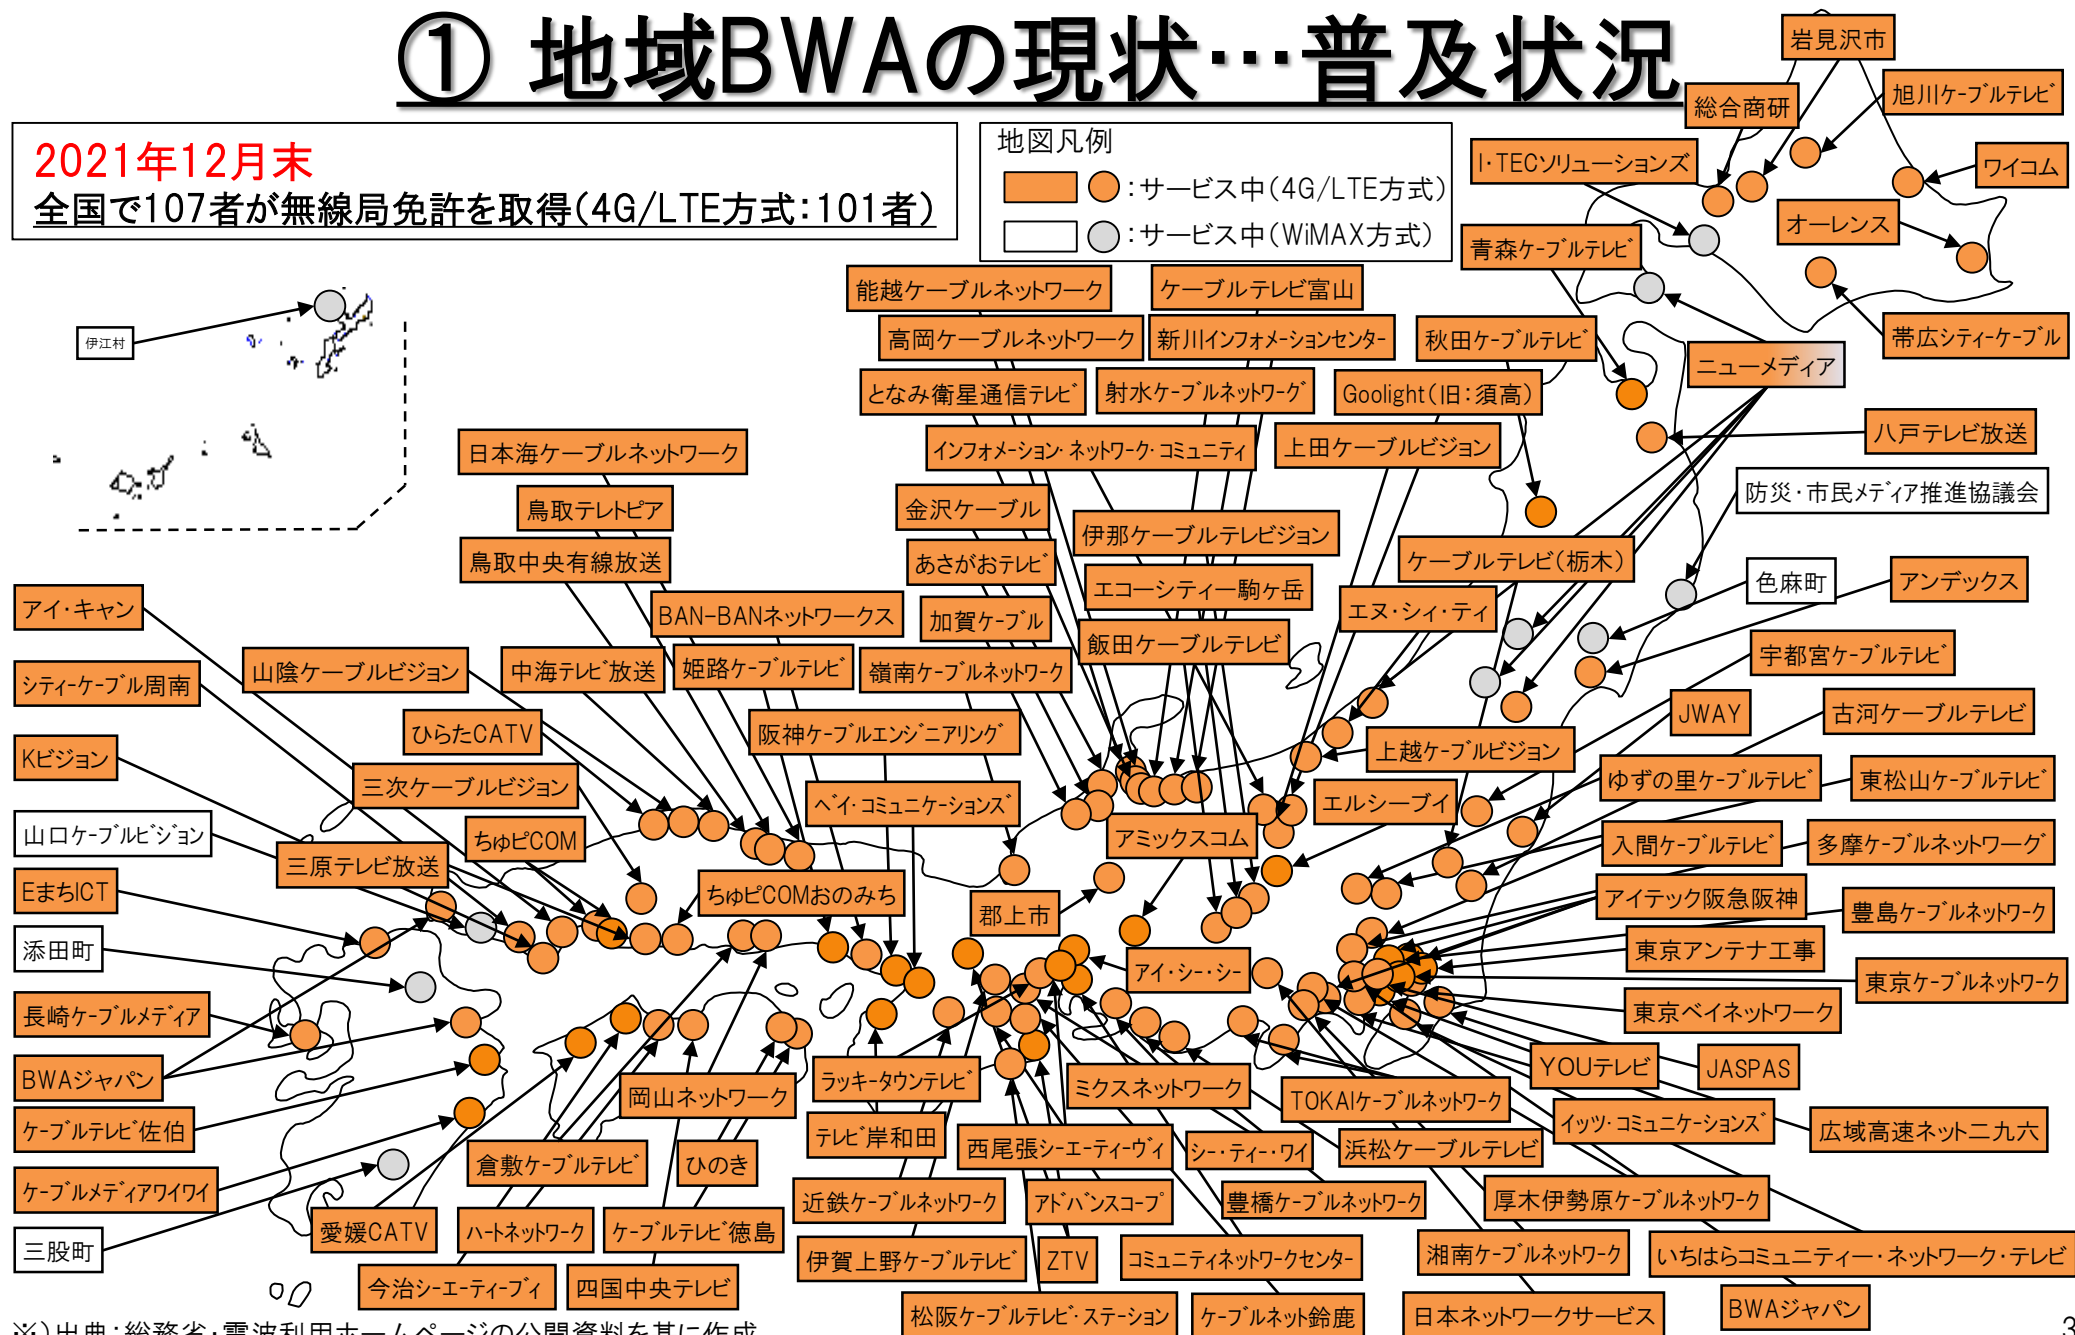 ① 地域BWAの現状…普及状況
2021年12月末
全国で107者が無線局免許を取得(4G/LTE方式:101者)
地図凡例
:サービス中(4G/LTE方式)
:サービス中(WiMAX方式)
岩見沢市
総合商研
旭川ケーブルテレビ
I・TECソリューションズ
ワイコム
オーレンス
青森ケーブルテレビ
帯広シティーケーブル
ニューメディア
秋田ケーブルテレビ
八戸テレビ放送
防災・市民メディア推進協議会
色麻町
アンデックス
伊江村
能越ケーブルネットワーク
ケーブルテレビ富山
高岡ケーブルネットワーク
新川インフォメーションセンター
となみ衛星通信テレビ
射水ケーブルネットワーク
Goolight(旧:須高)
インフォメーション・ネットワーク・コミュニティ
上田ケーブルビジョン
日本海ケーブルネットワーク
鳥取テレトピア
鳥取中央有線放送
金沢ケーブル
伊那ケーブルテレビジョン
あさがおテレビ
エコーシティー駒ヶ岳
ケーブルテレビ(栃木)
加賀ケーブル
飯田ケーブルテレビ
エヌ・シィ・ティ
BAN-BANネットワークス
アイ・キャン
山陰ケーブルビジョン
中海テレビ放送
姫路ケーブルテレビ
嶺南ケーブルネットワーク
宇都宮ケーブルテレビ
シティーケーブル周南
ひらたCATV
阪神ケーブルエンジニアリング
上越ケーブルビジョン
JWAY
古河ケーブルテレビ
Kビジョン
三次ケーブルビジョン
ベイ・コミュニケーションズ
エルシーブイ
ゆずの里ケーブルテレビ
東松山ケーブルテレビ
山口ケーブルビジョン
ちゅピCOM
アミックスコム
入間ケーブルテレビ
多摩ケーブルネットワーク
三原テレビ放送
EまちICT
ちゅピCOMおのみち
郡上市
アイテック阪急阪神
豊島ケーブルネットワーク
添田町
アイ・シー・シー
東京アンテナ工事
東京ケーブルネットワーク
長崎ケーブルメディア
東京ベイネットワーク
BWAジャパン
岡山ネットワーク
ラッキータウンテレビ
ミクスネットワーク
TOKAIケーブルネットワーク
YOUテレビ
JASPAS
ケーブルテレビ佐伯
倉敷ケーブルテレビ
ひのき
テレビ岸和田
西尾張シーエーティーヴィ
シー・ティー・ワイ
浜松ケーブルテレビ
イッツ・コミュニケーションズ
広域高速ネット二九六
ケーブルメディアワイワイ
愛媛CATV
ハートネットワーク
ケーブルテレビ徳島
近鉄ケーブルネットワーク
アドバンスコープ
豊橋ケーブルネットワーク
厚木伊勢原ケーブルネットワーク
三股町
伊賀上野ケーブルテレビ
ZTV
コミュニティネットワークセンター
湘南ケーブルネットワーク
いちはらコミュニティー・ネットワーク・テレビ
今治シーエーティーブィ
四国中央テレビ
松阪ケーブルテレビ・ステーション
ケーブルネット鈴鹿
日本ネットワークサービス
BWAジャパン
※)出典:総務省・電波利用ホームページの公開資料を基に作成
3